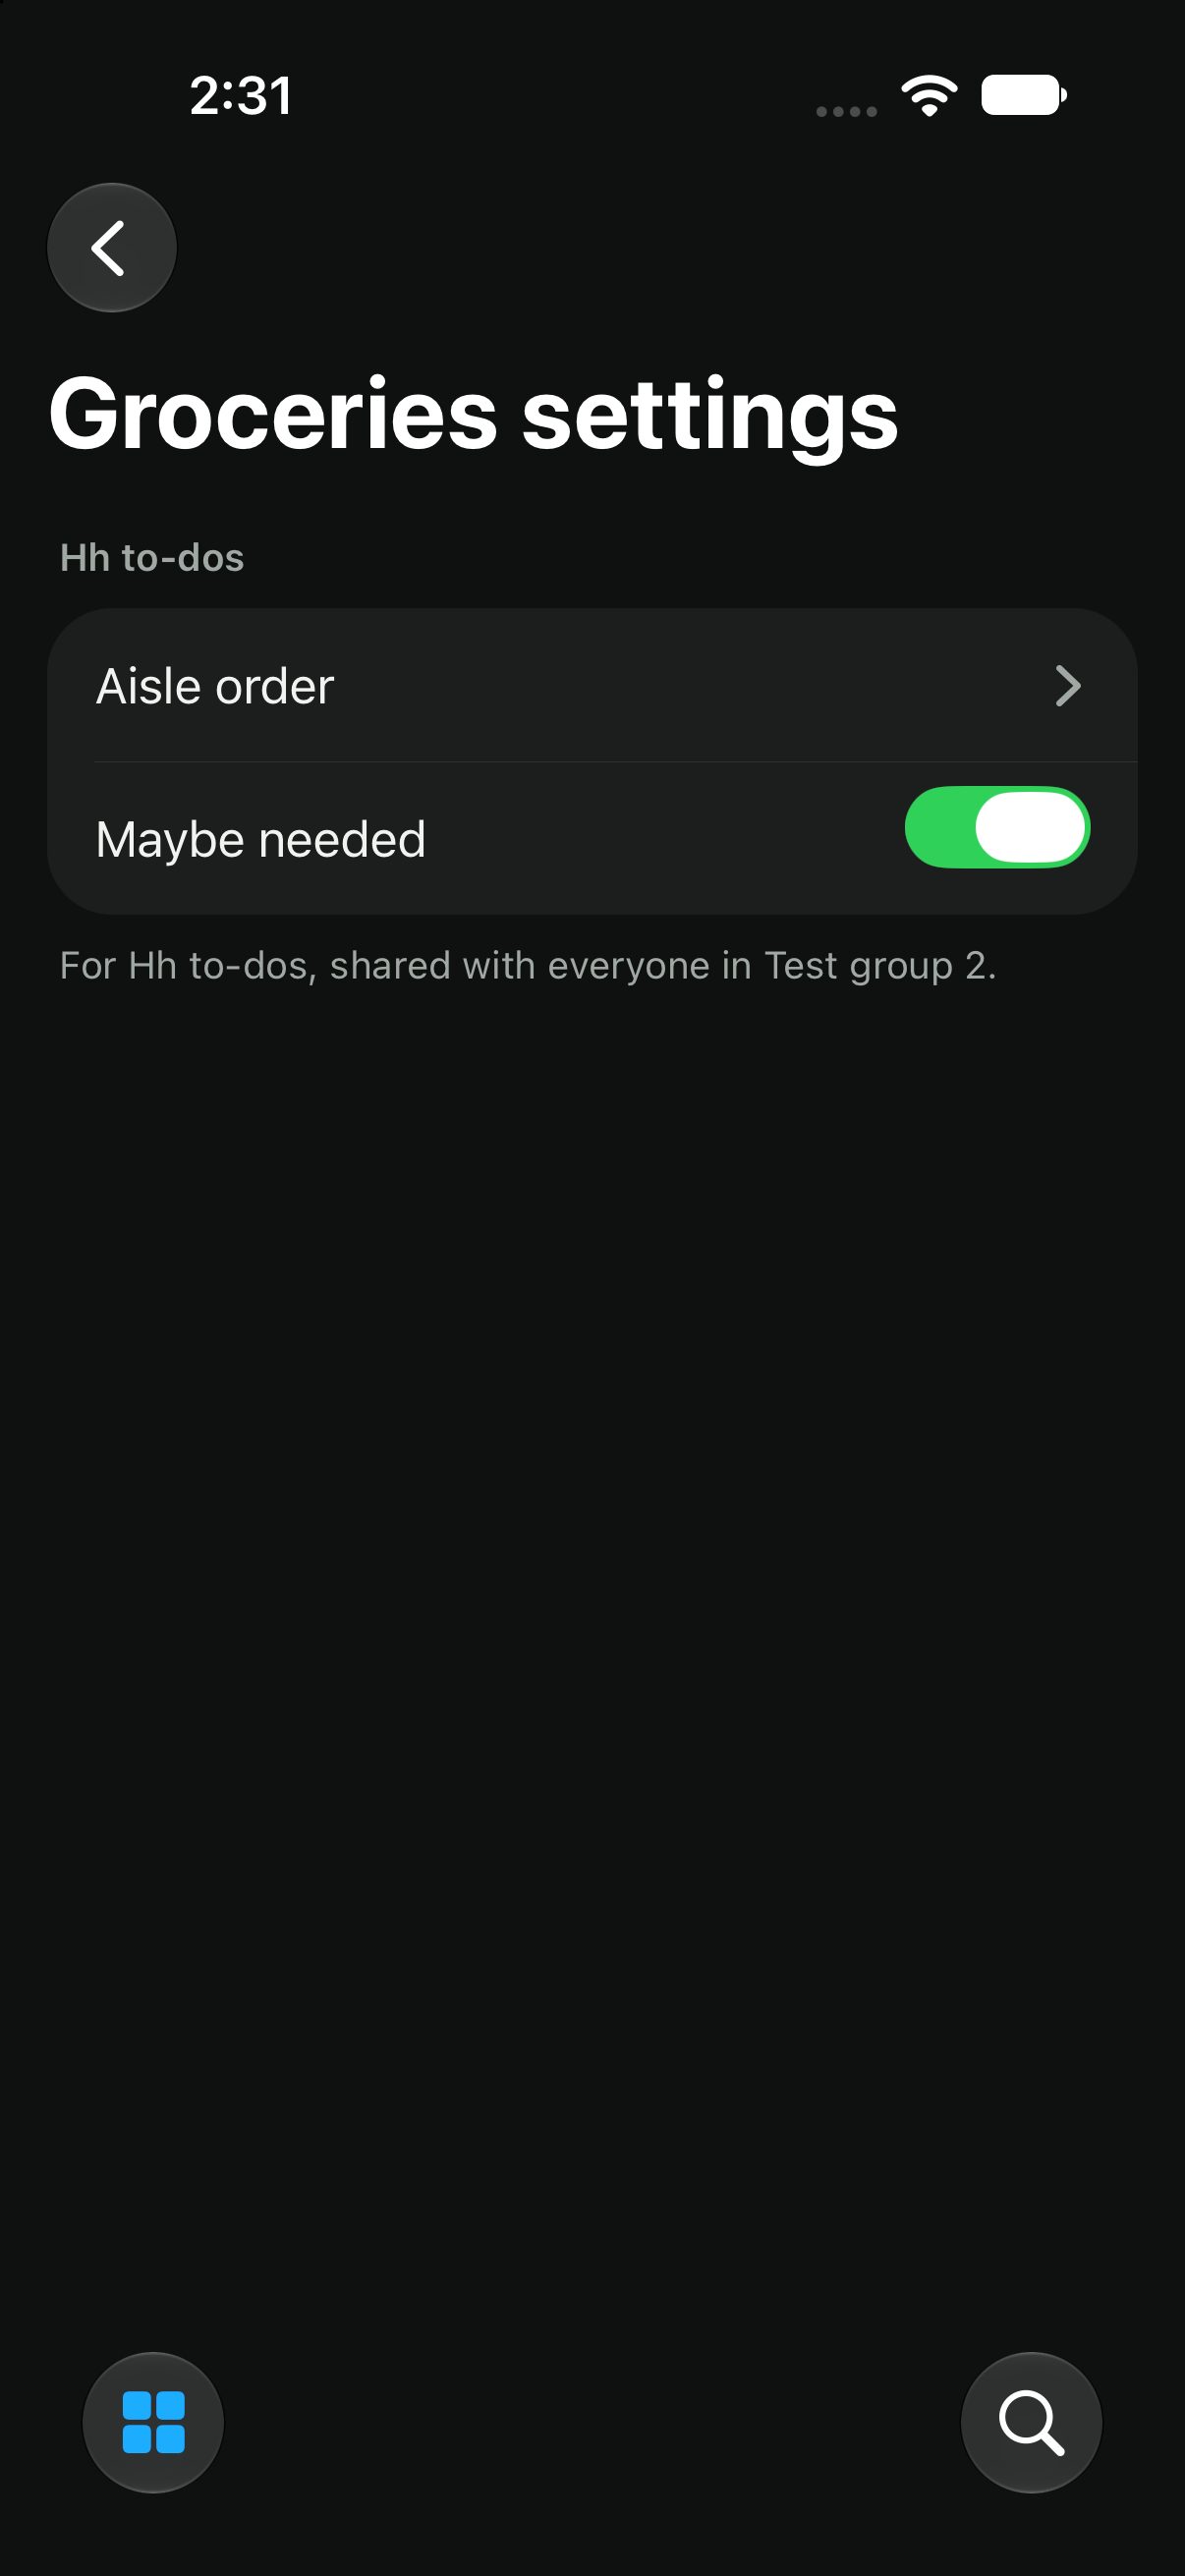 2:31
Groceries settings
Hh to-dos
Aisle order
Maybe needed
For Hh to-dos, shared with everyone in Test group 2.